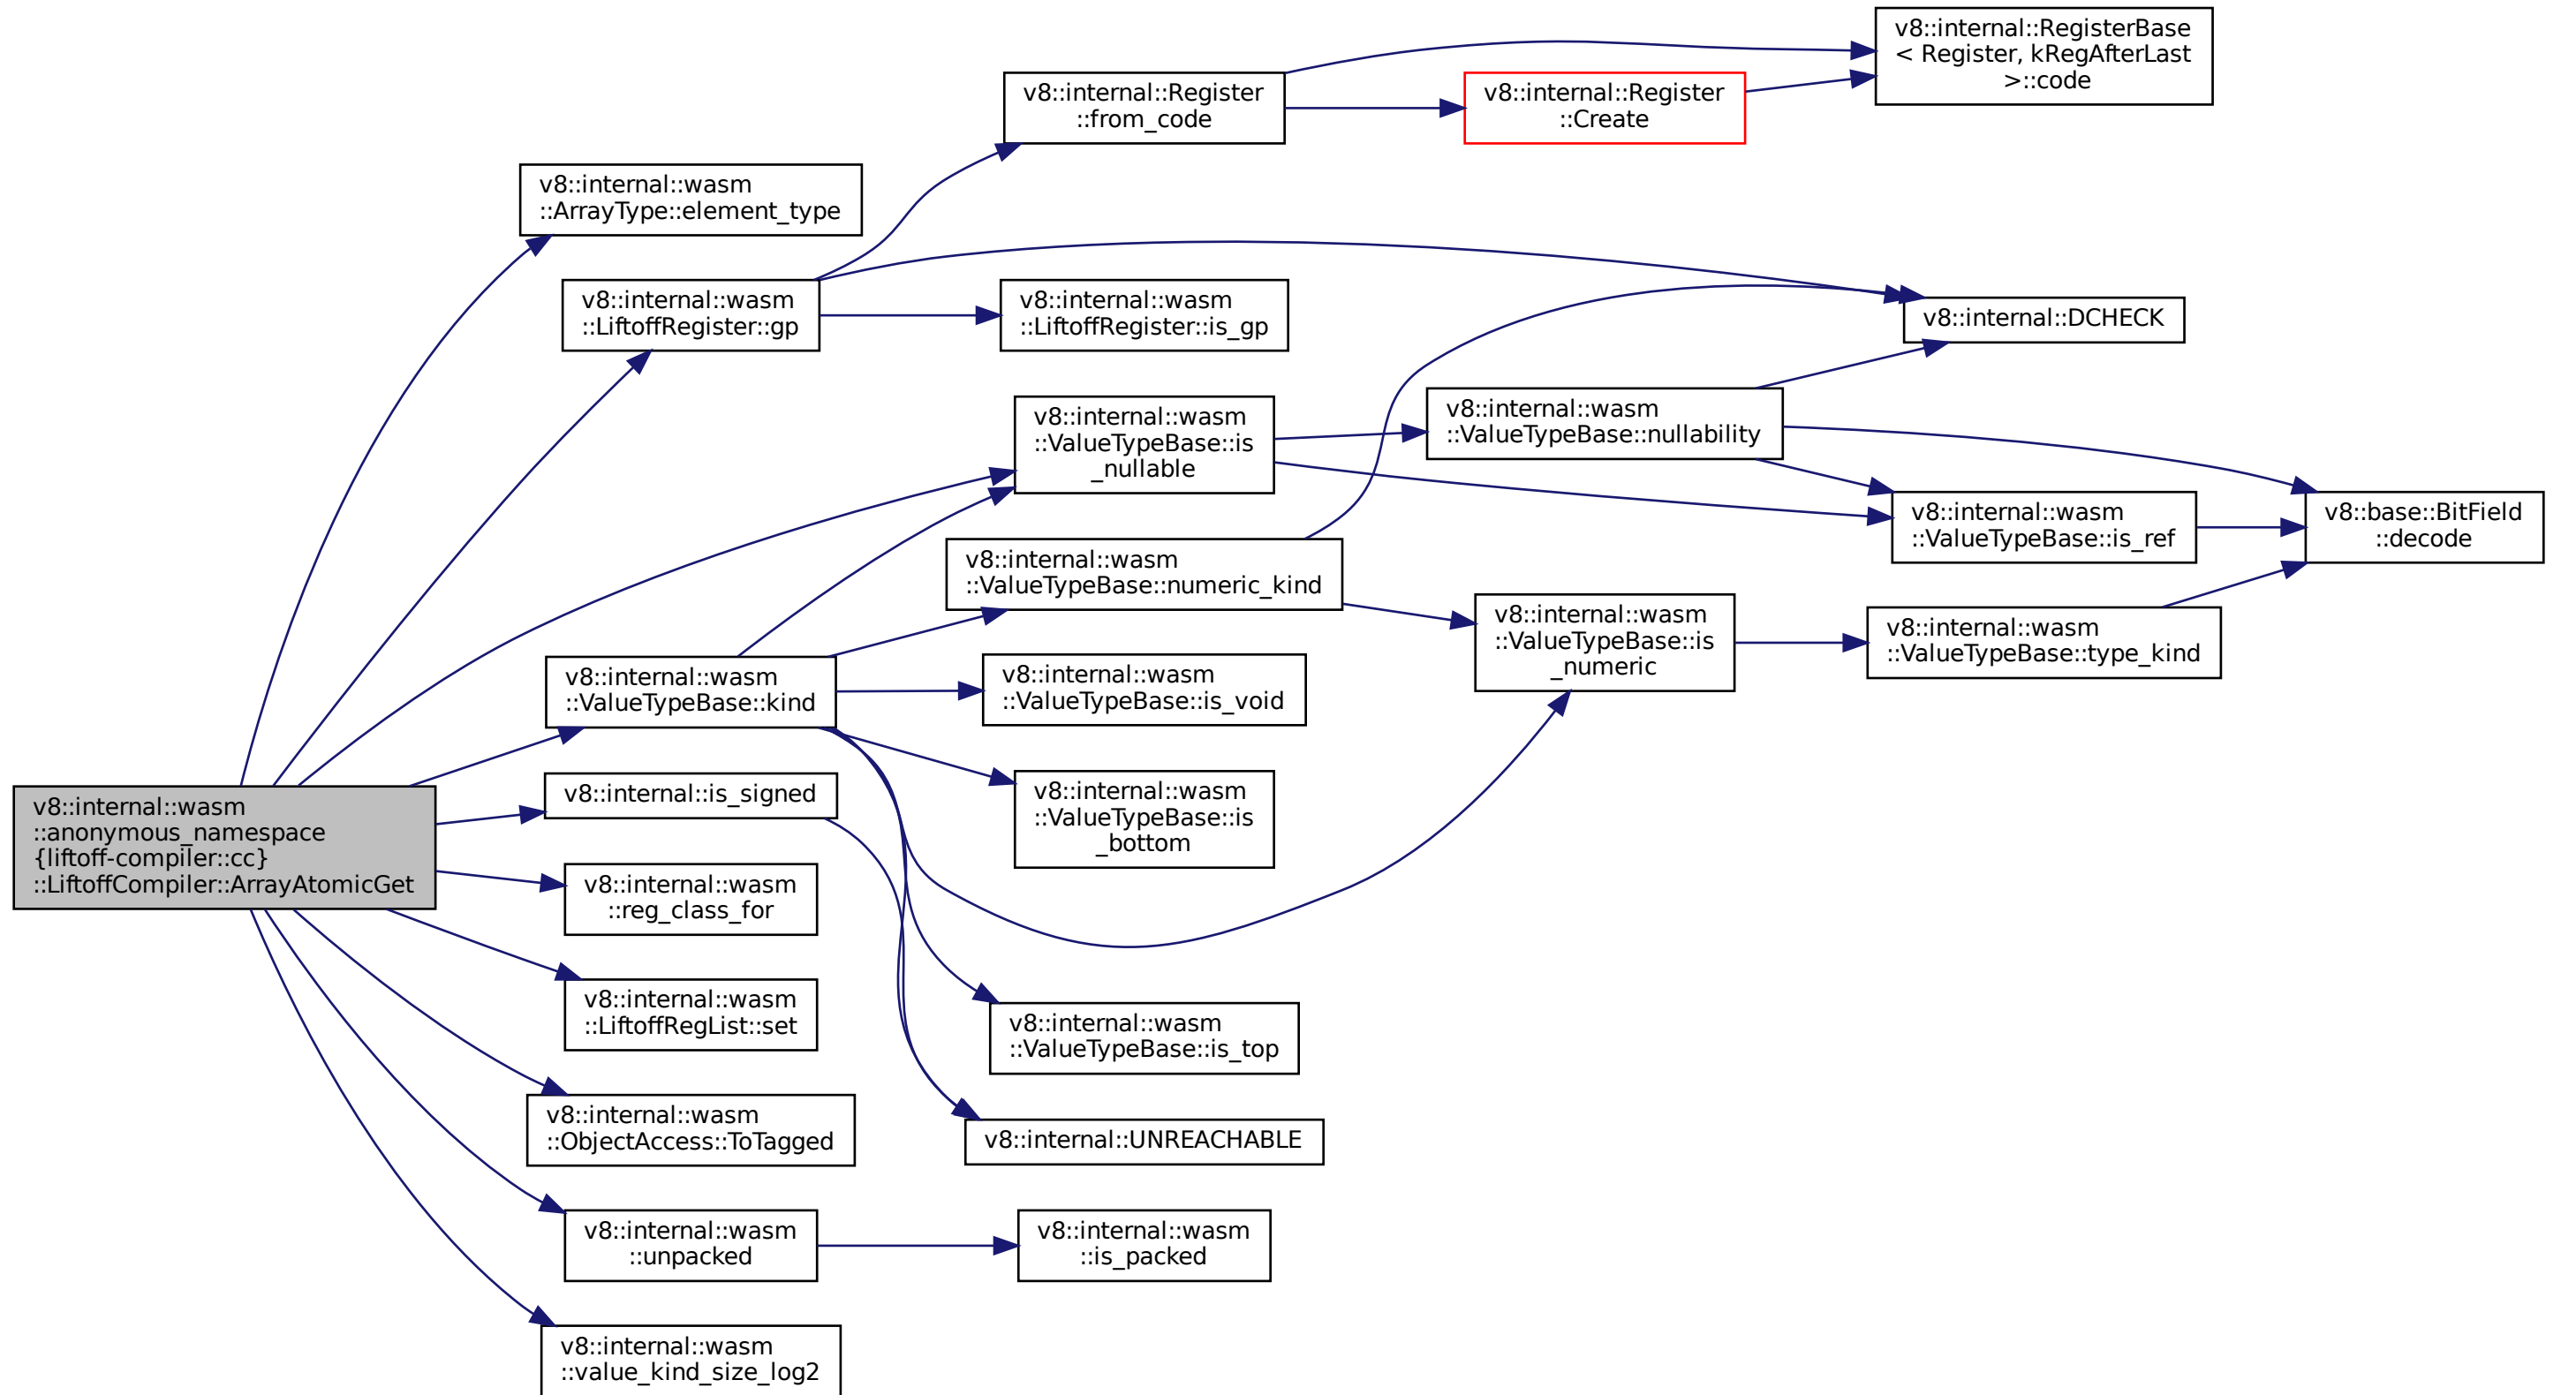 v8::internal::wasm
::anonymous_namespace
{liftoff-compiler::cc}
::LiftoffCompiler::ArrayAtomicGet
v8::internal::wasm
::ArrayType::element_type
v8::internal::wasm
::LiftoffRegister::gp
v8::internal::Register
::from_code
v8::internal::Register
::Create
v8::internal::RegisterBase
< Register, kRegAfterLast
>::code
v8::internal::DCHECK
v8::internal::wasm
::LiftoffRegister::is_gp
v8::internal::wasm
::ValueTypeBase::is
_nullable
v8::internal::wasm
::ValueTypeBase::nullability
v8::internal::wasm
::ValueTypeBase::is_ref
v8::base::BitField
::decode
v8::internal::wasm
::ValueTypeBase::kind
v8::internal::wasm
::ValueTypeBase::numeric_kind
v8::internal::wasm
::ValueTypeBase::is
_numeric
v8::internal::wasm
::ValueTypeBase::type_kind
v8::internal::wasm
::ValueTypeBase::is_void
v8::internal::wasm
::ValueTypeBase::is
_bottom
v8::internal::wasm
::ValueTypeBase::is_top
v8::internal::UNREACHABLE
v8::internal::is_signed
v8::internal::wasm
::reg_class_for
v8::internal::wasm
::LiftoffRegList::set
v8::internal::wasm
::ObjectAccess::ToTagged
v8::internal::wasm
::unpacked
v8::internal::wasm
::is_packed
v8::internal::wasm
::value_kind_size_log2